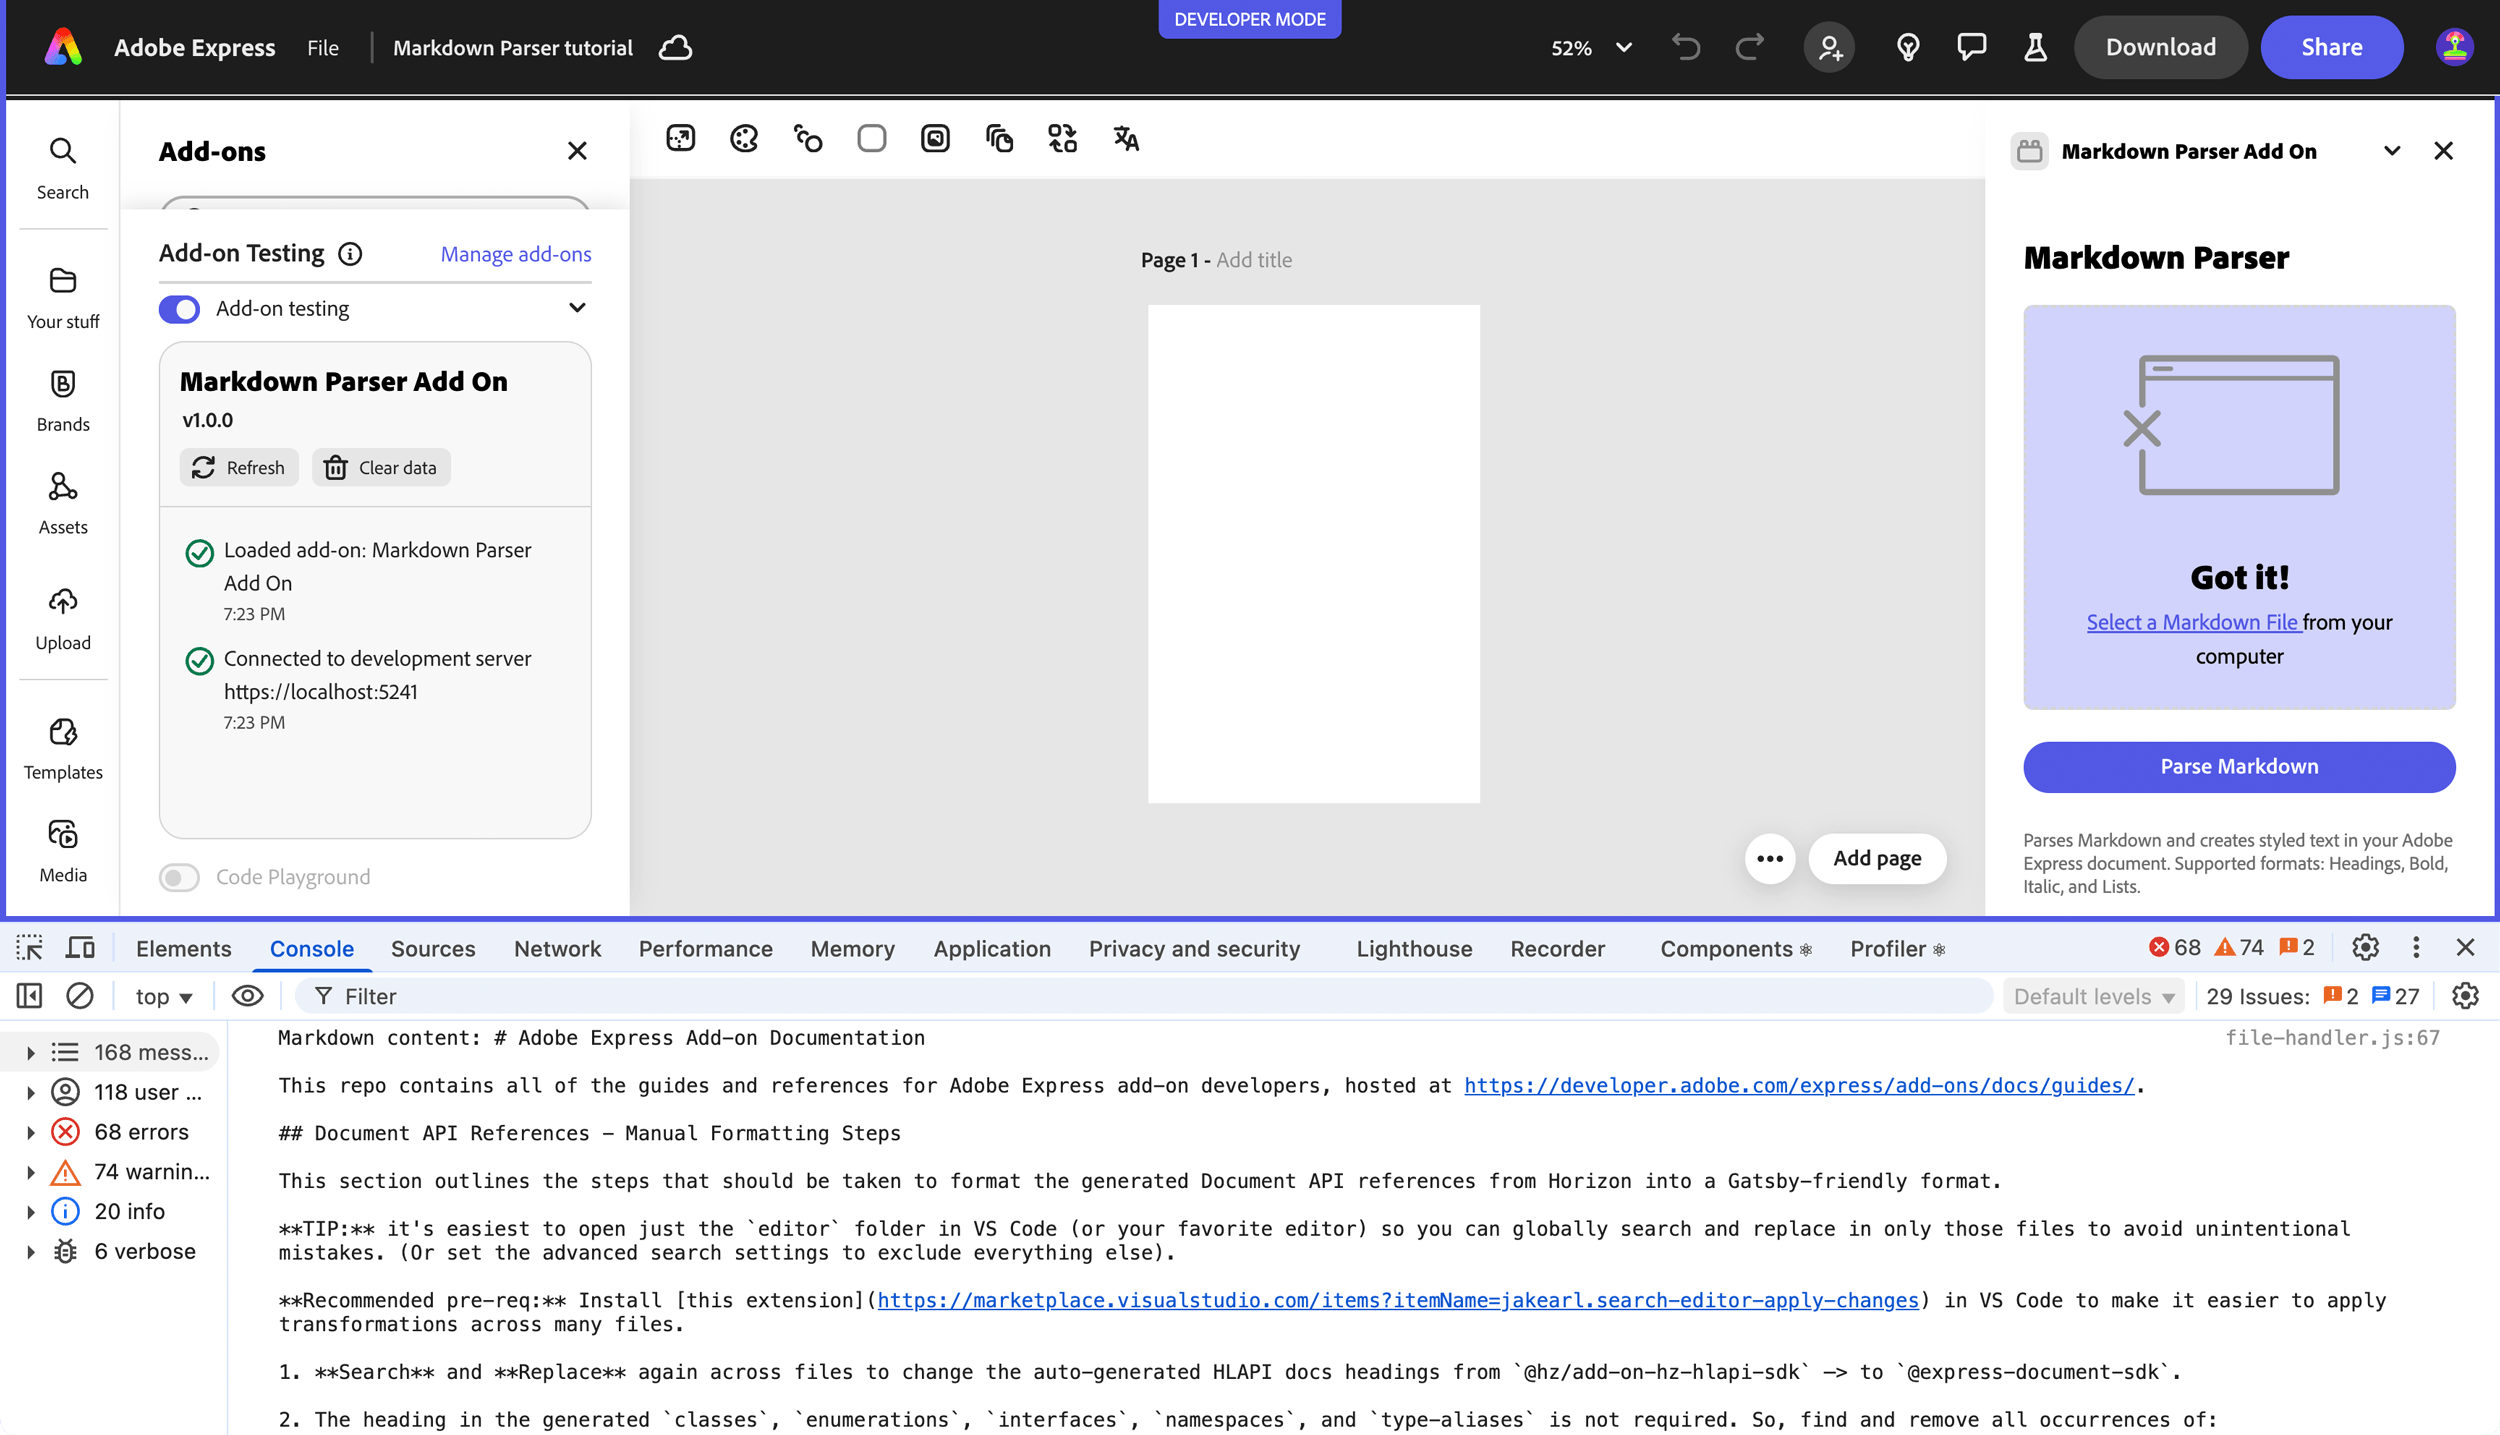 DEVELOPER MODE
Adobe Express
File
Markdown Parser tutorial
52%
Download
Share
Search
Your stuff
Brands
Assets
Upload
Templates
Media
Add-ons
Add-on Testing
Manage add-ons
Add-on testing
Markdown Parser Add On
v1.0.0
Refresh
Clear data
Loaded add-on: Markdown Parser
Add On
7:23 PM
Connected to development server
https://localhost:5241
7:23 PM
Code Playground
Page 1 - Add title
Add page
Markdown Parser Add On
Markdown Parser
Got it!
Select a Markdown File from your
computer
Parse Markdown
Parses Markdown and creates styled text in your Adobe
Express document. Supported formats: Headings, Bold,
Italic, and Lists.
Elements
Console
Sources
Network
Performance
Memory
Application
Privacy and security
Lighthouse
Recorder
Components ⚛
Profiler ⚛
68
74
2
top
Filter
Default levels
29 Issues: 2 27
168 mess...
118 user ...
68 errors
74 warnin...
20 info
6 verbose
Markdown content: # Adobe Express Add-on Documentation
file-handler.js:67
This repo contains all of the guides and references for Adobe Express add-on developers, hosted at https://developer.adobe.com/express/add-ons/docs/guides/.
## Document API References - Manual Formatting Steps
This section outlines the steps that should be taken to format the generated Document API references from Horizon into a Gatsby-friendly format.
**TIP:** it's easiest to open just the `editor` folder in VS Code (or your favorite editor) so you can globally search and replace in only those files to avoid unintentional
mistakes. (Or set the advanced search settings to exclude everything else).
**Recommended pre-req:** Install [this extension](https://marketplace.visualstudio.com/items?itemName=jakearl.search-editor-apply-changes) in VS Code to make it easier to apply
transformations across many files.
1. **Search** and **Replace** again across files to change the auto-generated HLAPI docs headings from `@hz/add-on-hz-hlapi-sdk` —> to `@express-document-sdk`.
2. The heading in the generated `classes`, `enumerations`, `interfaces`, `namespaces`, and `type-aliases` is not required. So, find and remove all occurrences of: